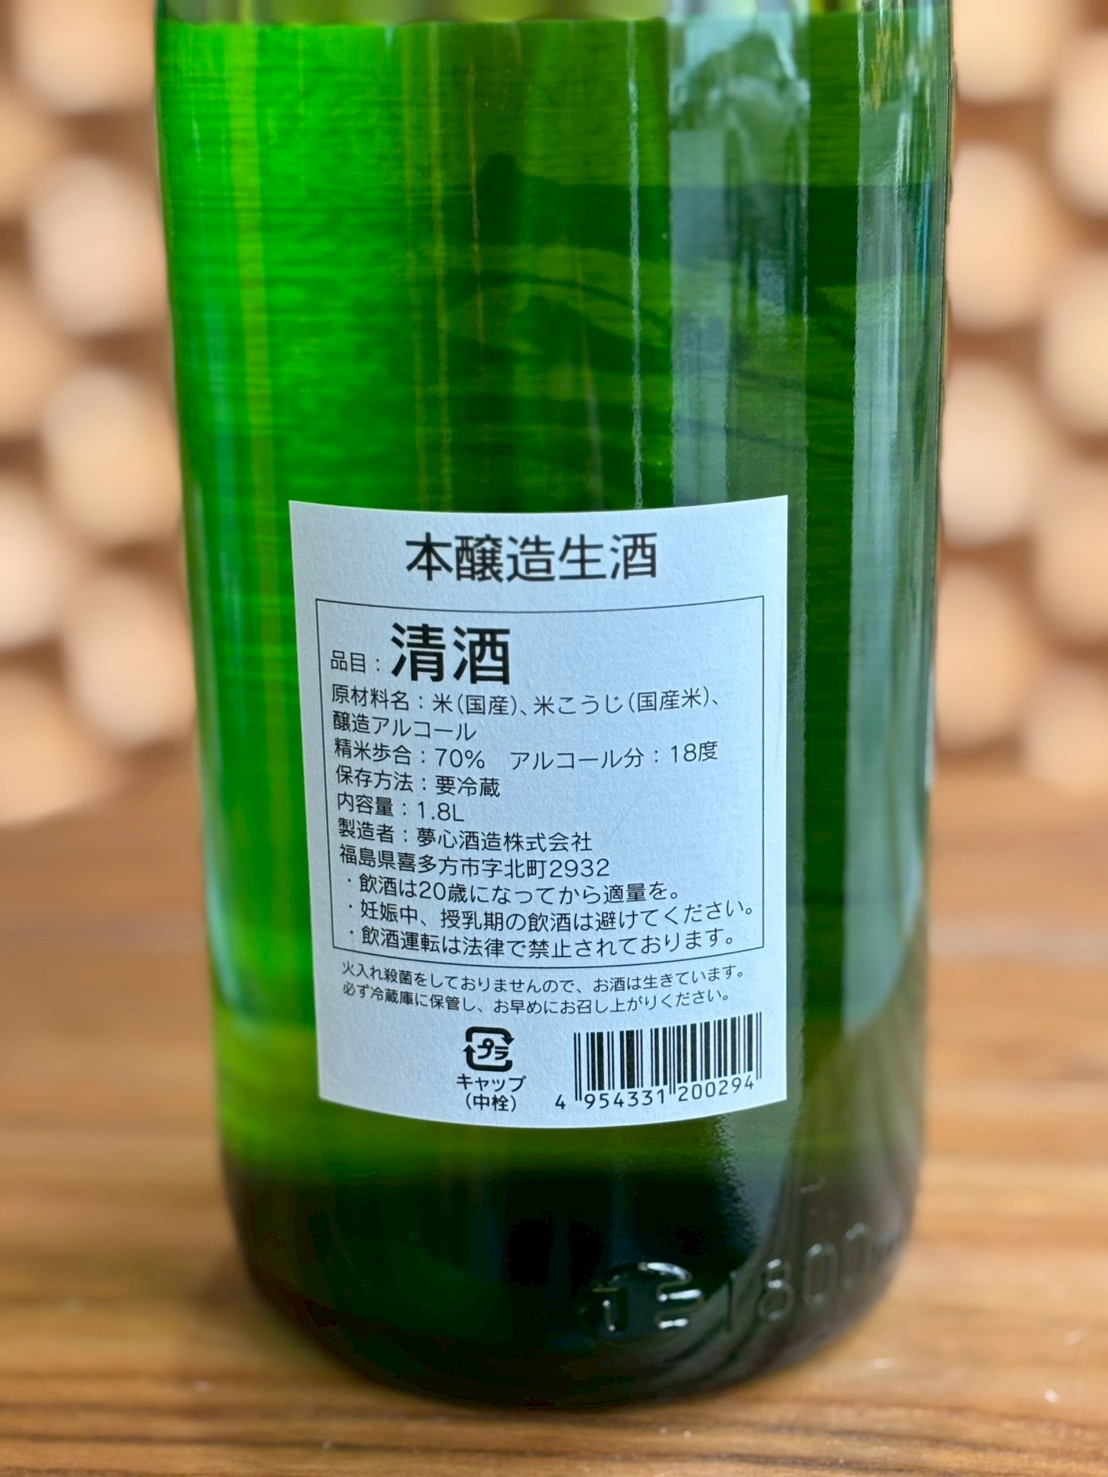 本醸造生酒
品目：清酒
原材料名：米（国産）、米こうじ（国産米）、
醸造アルコール
精米歩合：70%　アルコール分：18度
保存方法：要冷蔵
内容量：1.8L
製造者：夢心酒造株式会社
福島県喜多方市字北町2932
・飲酒は20歳になってから適量を。
・妊娠中、授乳期の飲酒は避けてください。
・飲酒運転は法律で禁止されております。
火入れ殺菌をしておりませんので、お酒は生きています。
必ず冷蔵庫に保管し、お早めにお召し上がりください。
プラ
キャップ
（中栓）
4 954331 200294
1800